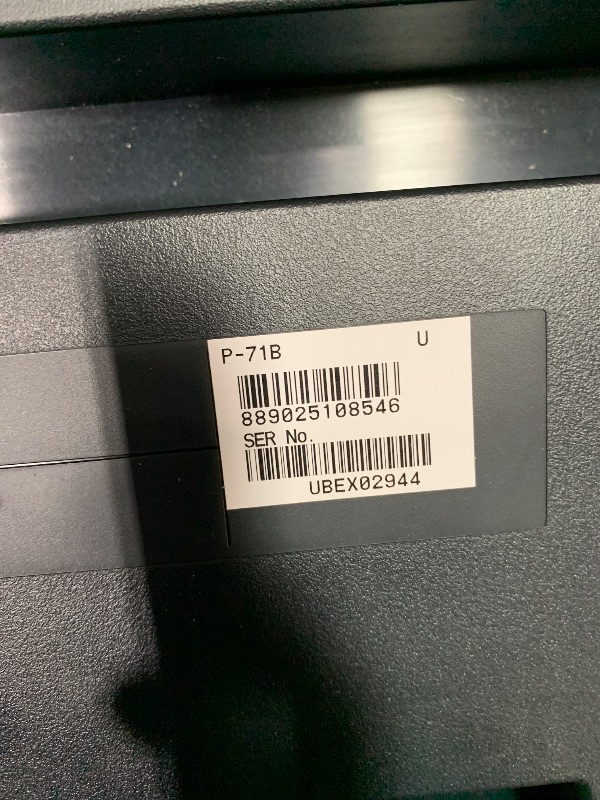 P-71B U
889025108546
SER No.
UBEX02944